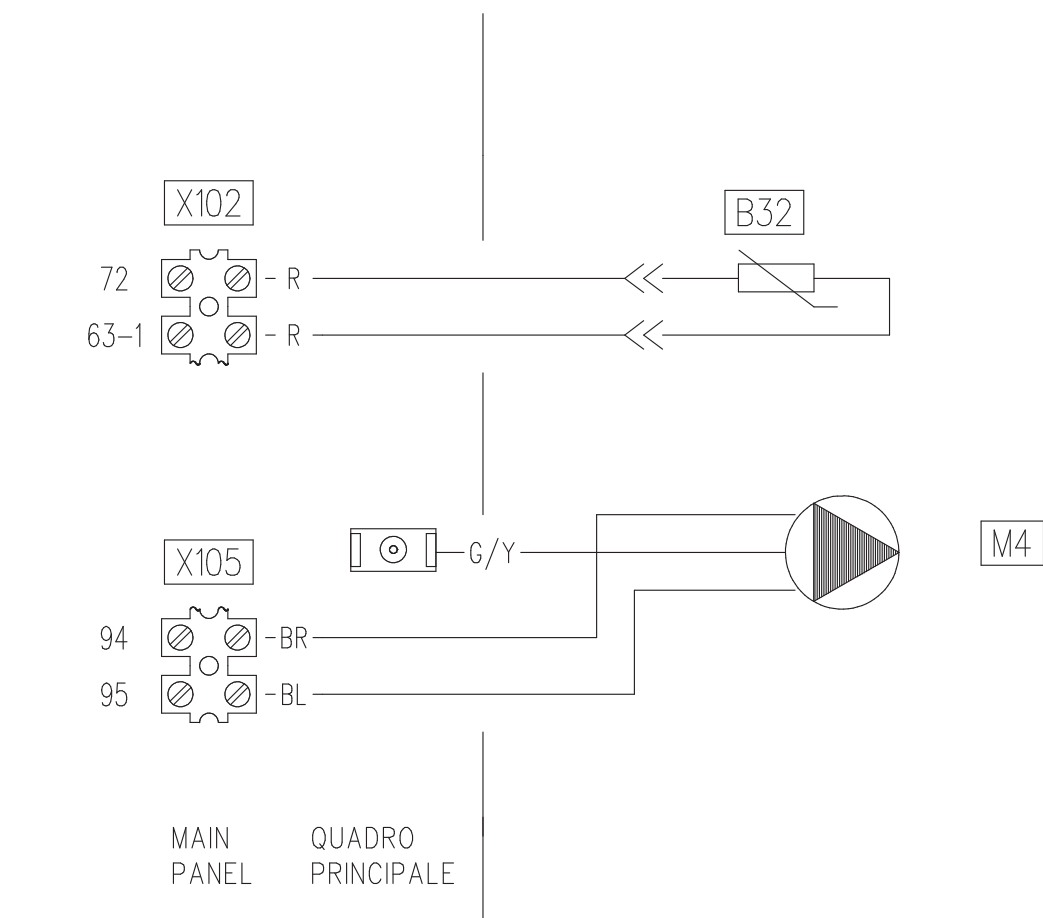 X102
B32
72
R
63-1
R
G/Y
M4
X105
94
BR
95
BL
MAIN PANEL
QUADRO PRINCIPALE